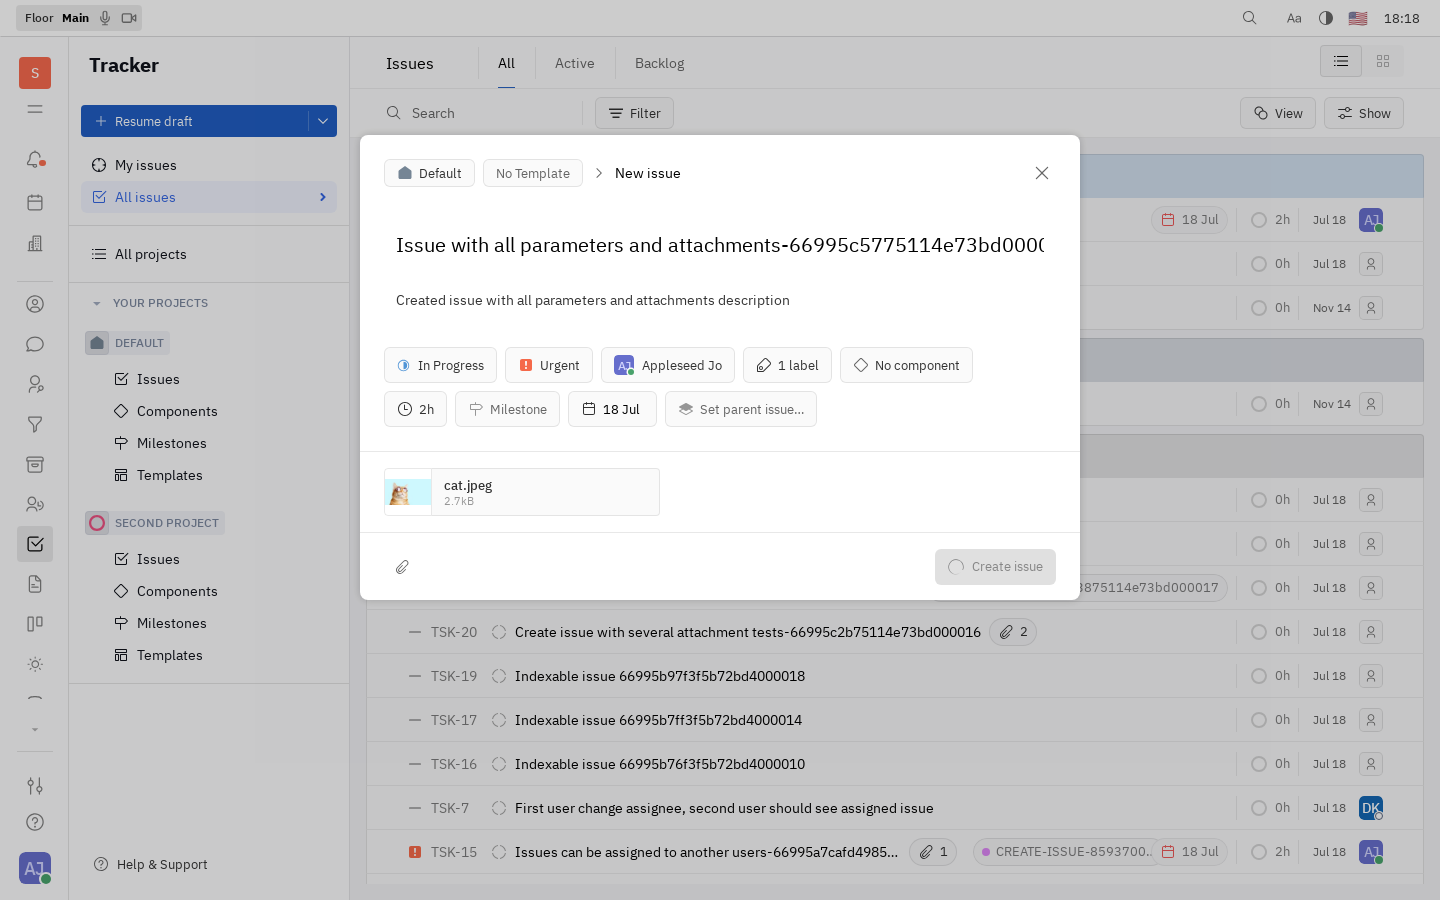 Floor Main
Aa
18:18
S
Tracker
Resume draft
My issues
All issues
All projects
YOUR PROJECTS
DEFAULT
Issues
Components
Milestones
Templates
SECOND PROJECT
Issues
Components
Milestones
Templates
Help & Support
AJ
Issues
All
Active
Backlog
Search
Filter
View
Show
Default
No Template
New issue
Issue with all parameters and attachments-66995c5775114e73bd000
Created issue with all parameters and attachments description
In Progress
Urgent
AJ Appleseed Jo
1 label
No component
2h
Milestone
18 Jul
Set parent issue...
cat.jpeg
2.7kB
Create issue
18 Jul 2h Jul 18 AJ
0h Jul 18
0h Nov 14
0h Nov 14
0h Jul 18
0h Jul 18
3875114e73bd000017 0h Jul 18
TSK-20 Create issue with several attachment tests-66995c2b75114e73bd000016 2 0h Jul 18
TSK-19 Indexable issue 66995b97f3f5b72bd4000018 0h Jul 18
TSK-17 Indexable issue 66995b7ff3f5b72bd4000014 0h Jul 18
TSK-16 Indexable issue 66995b76f3f5b72bd4000010 0h Jul 18
TSK-7 First user change assignee, second user should see assigned issue 0h Jul 18 DK
TSK-15 Issues can be assigned to another users-66995a7cafd4985... 1 CREATE-ISSUE-8593700... 18 Jul 2h Jul 18 AJ